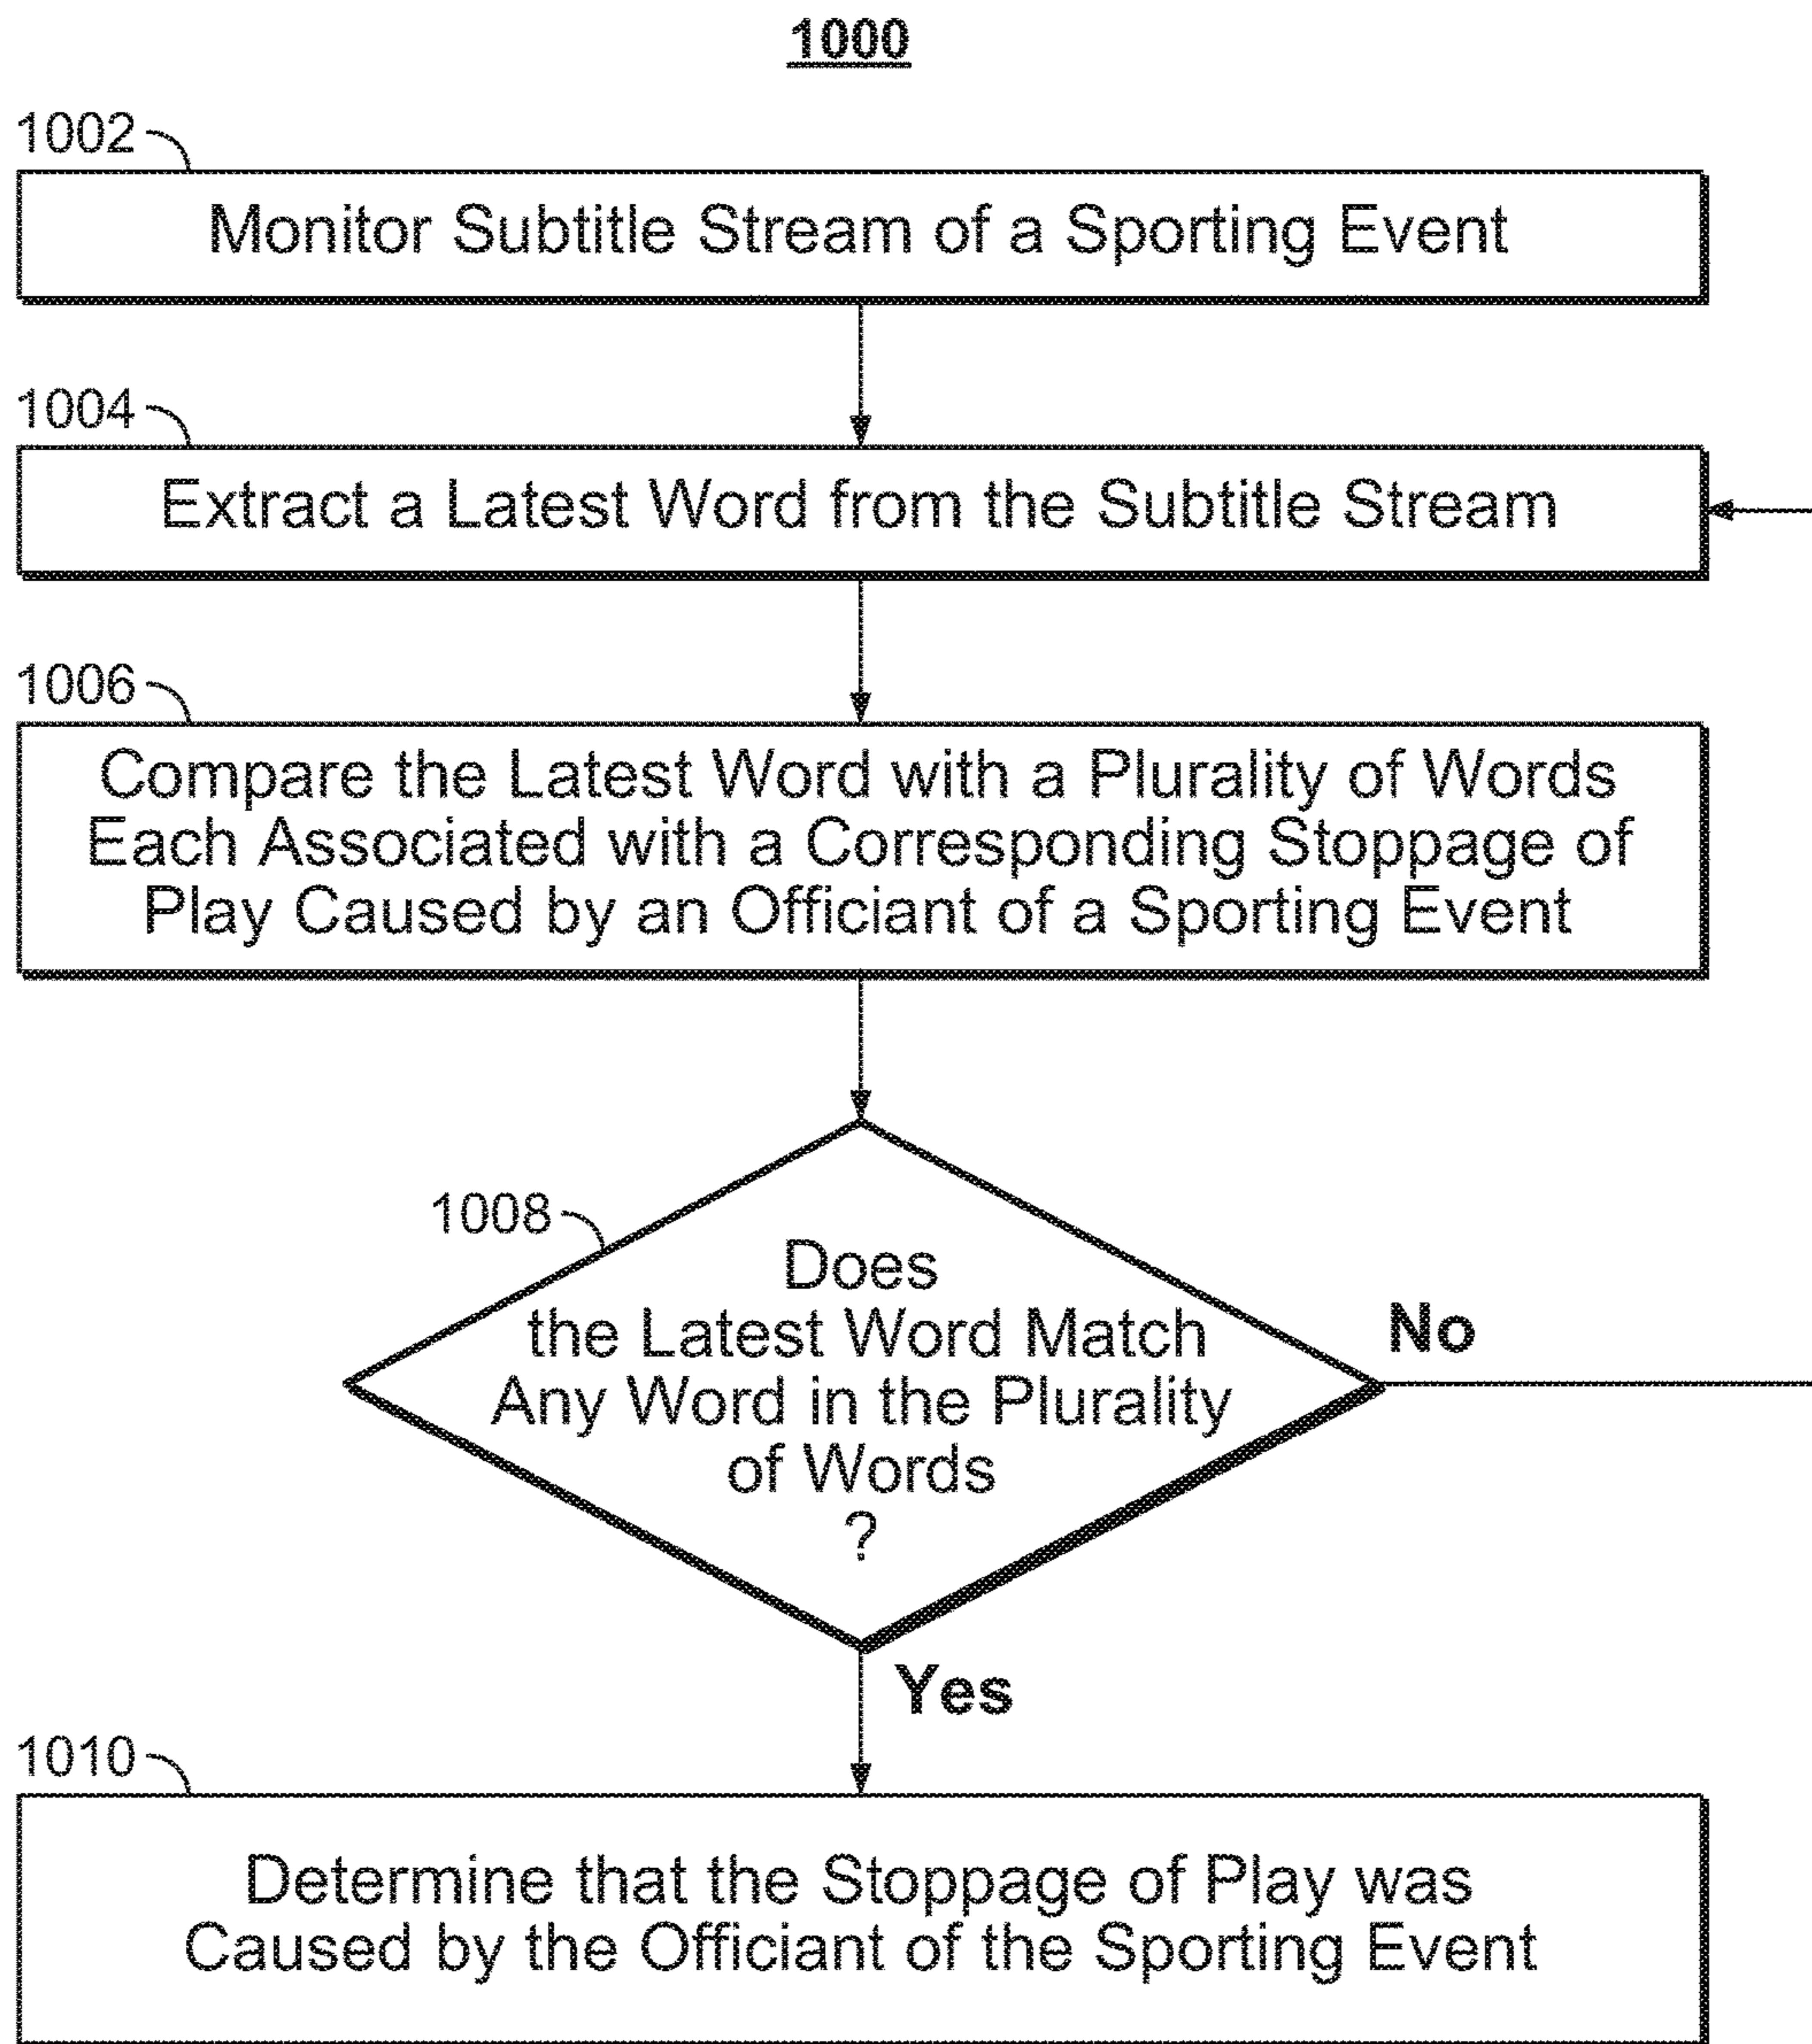 1000
1002
Monitor Subtitle Stream of a Sporting Event
1004
Extract a Latest Word from the Subtitle Stream
1006
Compare the Latest Word with a Plurality of Words
Each Associated with a Corresponding Stoppage of
Play Caused by an Officiant of a Sporting Event
1008
Does
the Latest Word Match
Any Word in the Plurality
of Words
?
No
Yes
1010
Determine that the Stoppage of Play was
Caused by the Officiant of the Sporting Event